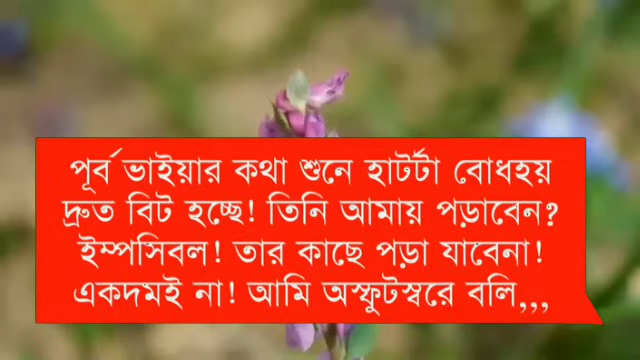 পূর্ব ভাইয়ার কথা শুনে হার্টটা বোধহয়
দ্রুত বিট হচ্ছে! তিনি আমায় পড়াবেন?
ইম্পসিবল! তার কাছে পড়া যাবেনা!
একদমই না! আমি অস্ফুটস্বরে বলি,,,